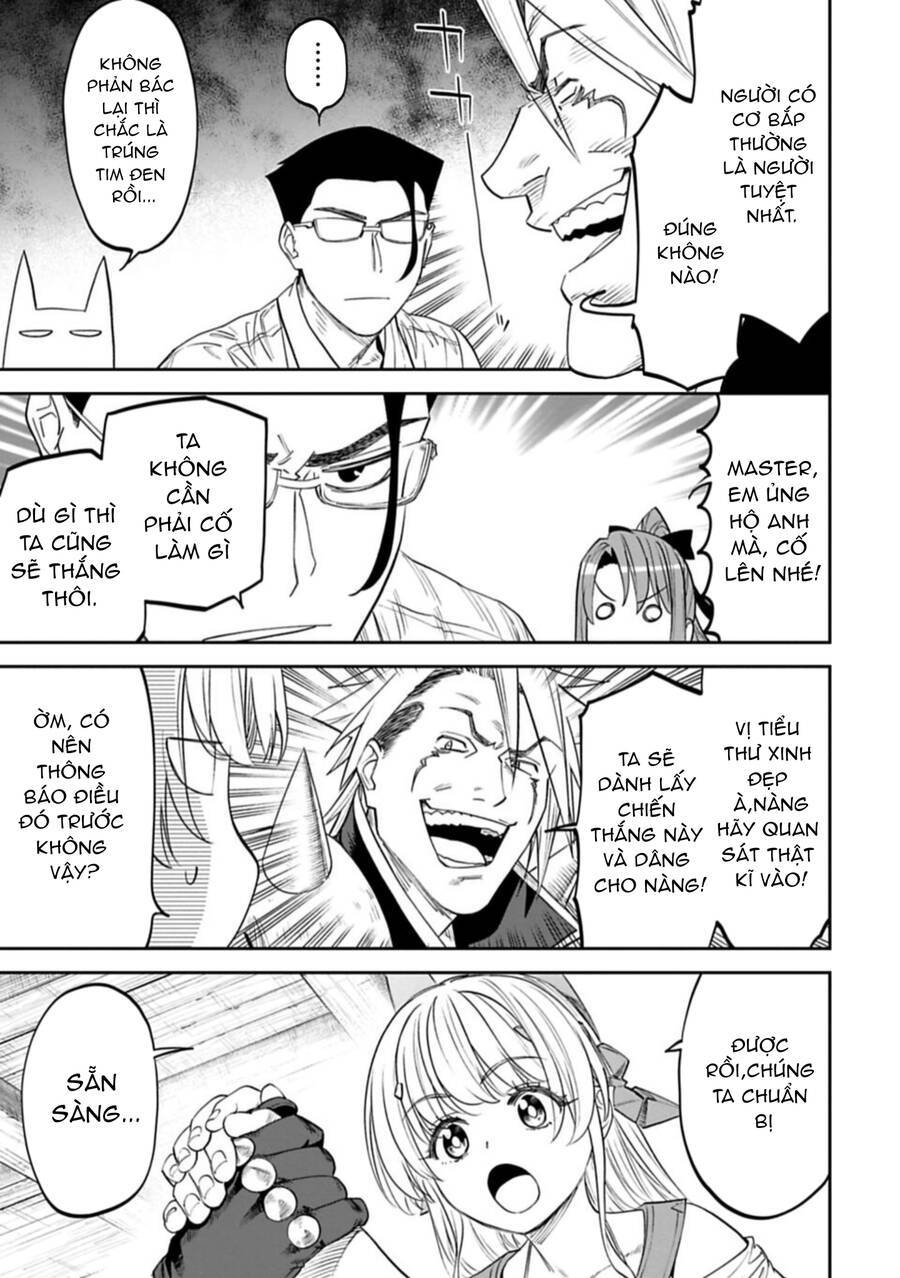 NGƯỜI CÓ
CƠ BẮP
THƯỜNG
LÀ NGƯỜI
TUYỆT
NHẤT.
ĐÚNG
KHÔNG
NÀO!
......
KHÔNG
PHẢN BÁC
LẠI THÌ
CHẮC LÀ
TRÚNG
TIM ĐEN
RỒI...
MASTER,
EM ỦNG
HỘ ANH
MÀ, CỐ
LÊN NHÉ!
TA
KHÔNG
CẦN
PHẢI CỐ
LÀM GÌ
DÙ GÌ THÌ
TA CŨNG
SẼ THẮNG
THÔI.
VỊ TIỂU
THƯ XINH
ĐẸP
À,NÀNG
HÃY QUAN
SÁT THẬT
KĨ VÀO!
TA SẼ
DÀNH LẤY
CHIẾN
THẮNG NÀY
VÀ DÂNG
CHO NÀNG!
ỜM, CÓ
NÊN
THÔNG
BÁO ĐIỀU
ĐÓ TRƯỚC
KHÔNG
VẬY?
ĐƯỢC
RỒI,CHÚNG
TA CHUẨN
BỊ
SẴN
SÀNG...